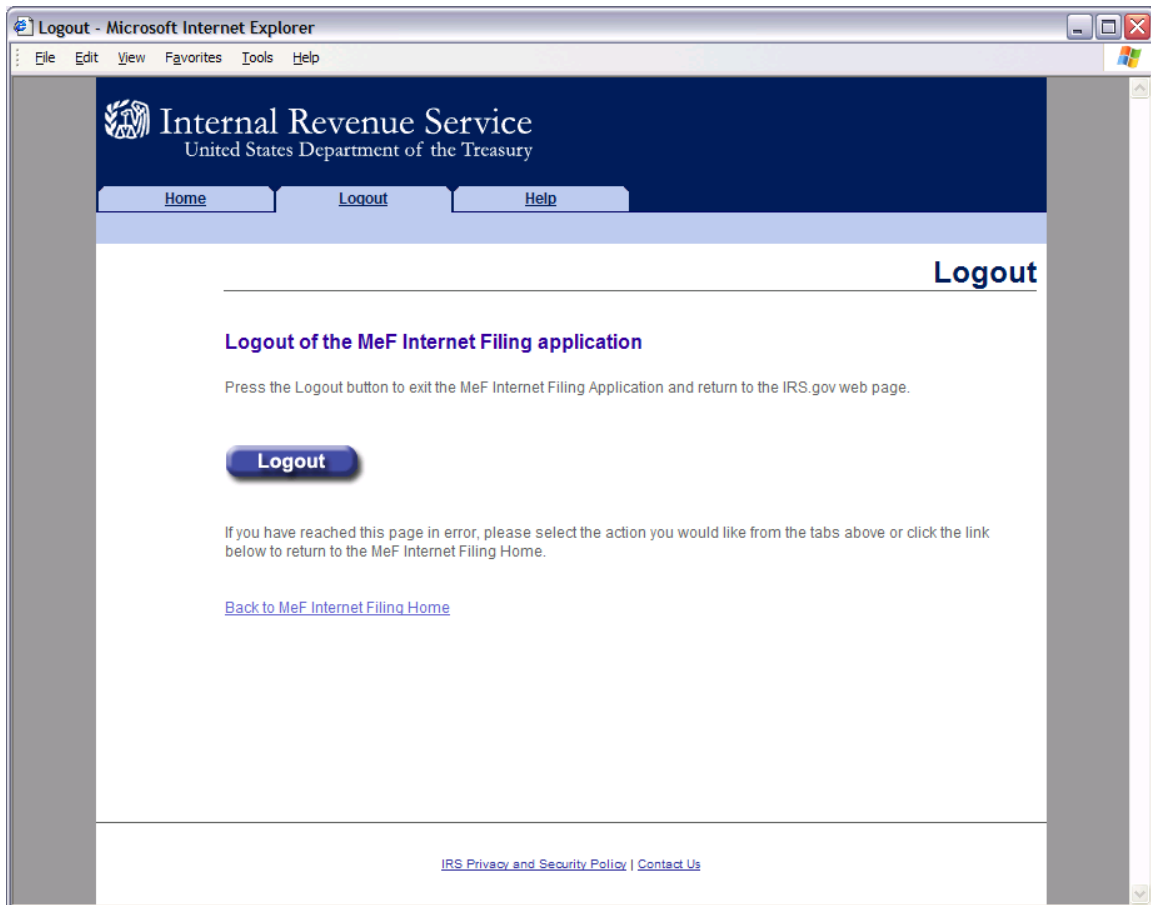 Logout - Microsoft Internet Explorer
File Edit View Favorites Tools Help
Internal Revenue Service
United States Department of the Treasury
Home Logout Help
Logout
Logout of the MeF Internet Filing application
Press the Logout button to exit the MeF Internet Filing Application and return to the IRS.gov web page.
Logout
If you have reached this page in error, please select the action you would like from the tabs above or click the link
below to return to the MeF Internet Filing Home.
Back to MeF Internet Filing Home
IRS Privacy and Security Policy | Contact Us